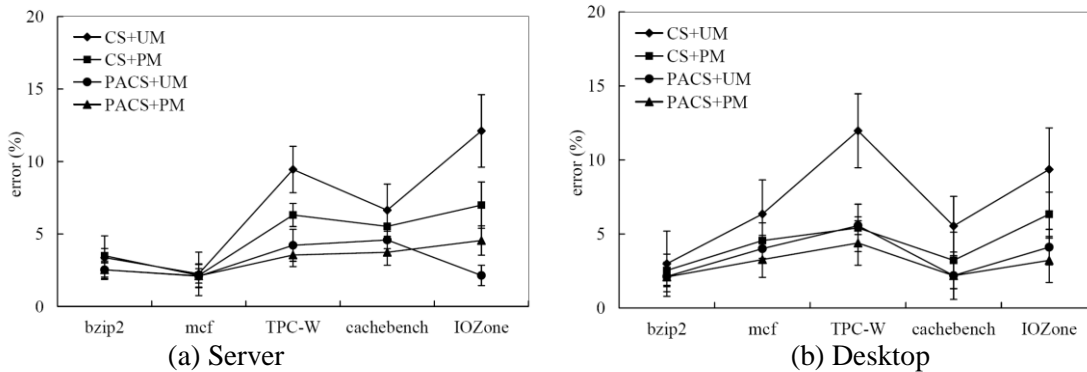 20
15
10
5
0
error (%)
CS+UM
CS+PM
PACS+UM
PACS+PM
bzip2 mcf TPC-W cachebench IOZone
(a) Server
20
15
10
5
0
error (%)
CS+UM
CS+PM
PACS+UM
PACS+PM
bzip2 mcf TPC-W cachebench IOZone
(b) Desktop